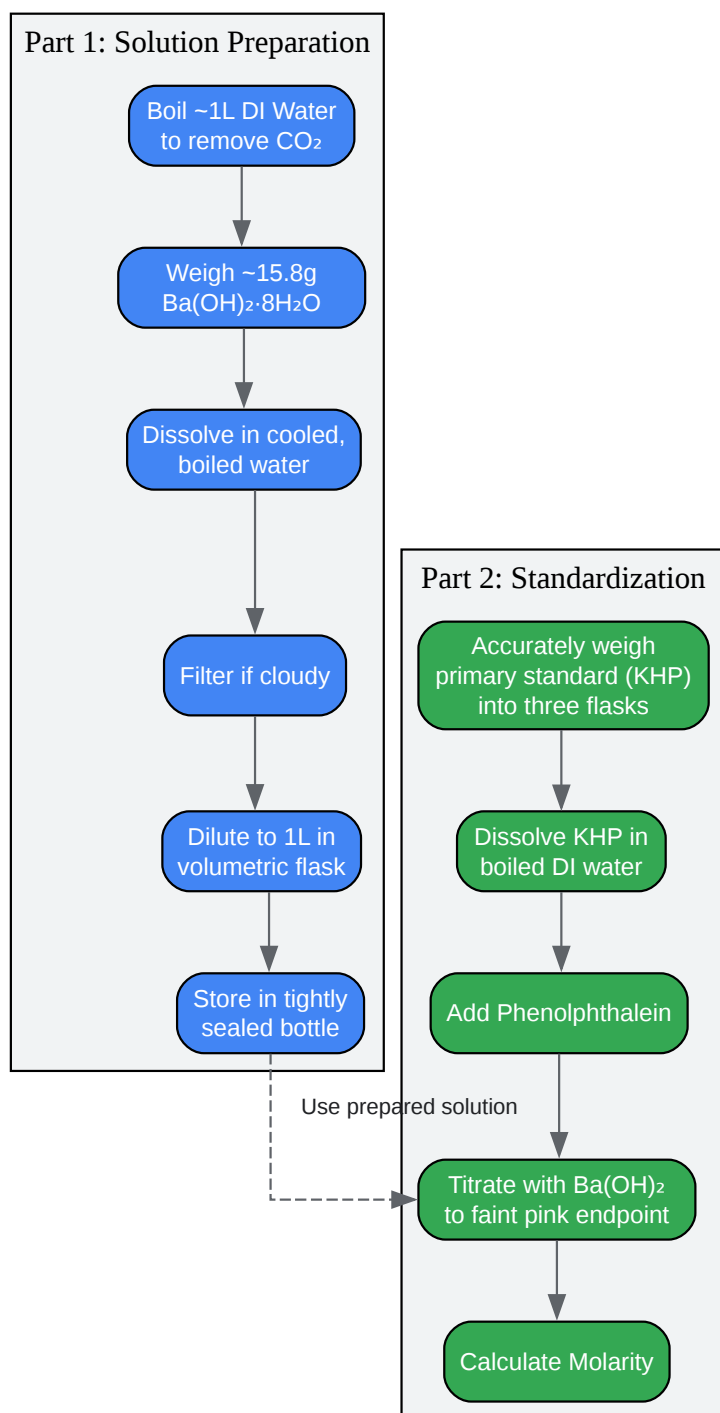 Part 1: Solution Preparation
Boil ~1L DI Water
to remove CO₂
Weigh ~15.8g
Ba(OH)₂·8H₂O
Dissolve in cooled,
boiled water
Filter if cloudy
Dilute to 1L in
volumetric flask
Store in tightly
sealed bottle
Use prepared solution
Part 2: Standardization
Accurately weigh
primary standard (KHP)
into three flasks
Dissolve KHP in
boiled DI water
Add Phenolphthalein
Titrate with Ba(OH)₂
to faint pink endpoint
Calculate Molarity